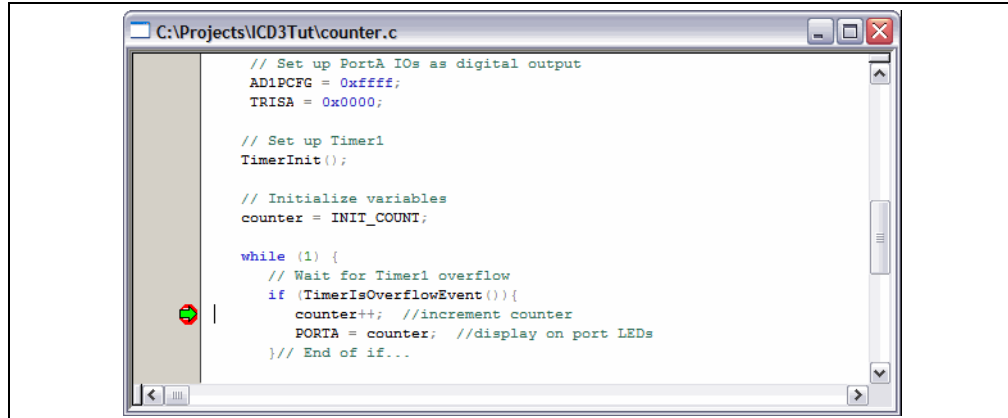 C:\Projects\ICD3Tut\counter.c
// Set up PortA IOs as digital output
AD1PCFG = 0xffff;
TRISA = 0x0000;
// Set up Timer1
TimerInit();
// Initialize variables
counter = INIT_COUNT;
while (1) {
// Wait for Timer1 overflow
if (TimerIsOverflowEvent()){
counter++;  //increment counter
PORTA = counter;  //display on port LEDs
}// End of if...